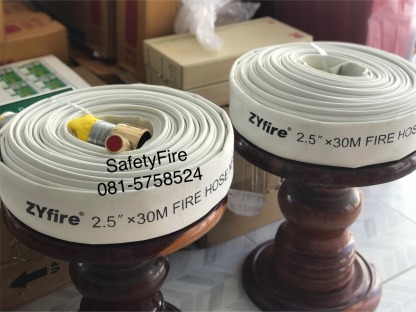 ZYfire® 2.5"×30M FIRE HOSE
SafetyFire
081-5758524
ZYfire® 2.5"×30M FIRE HOSE